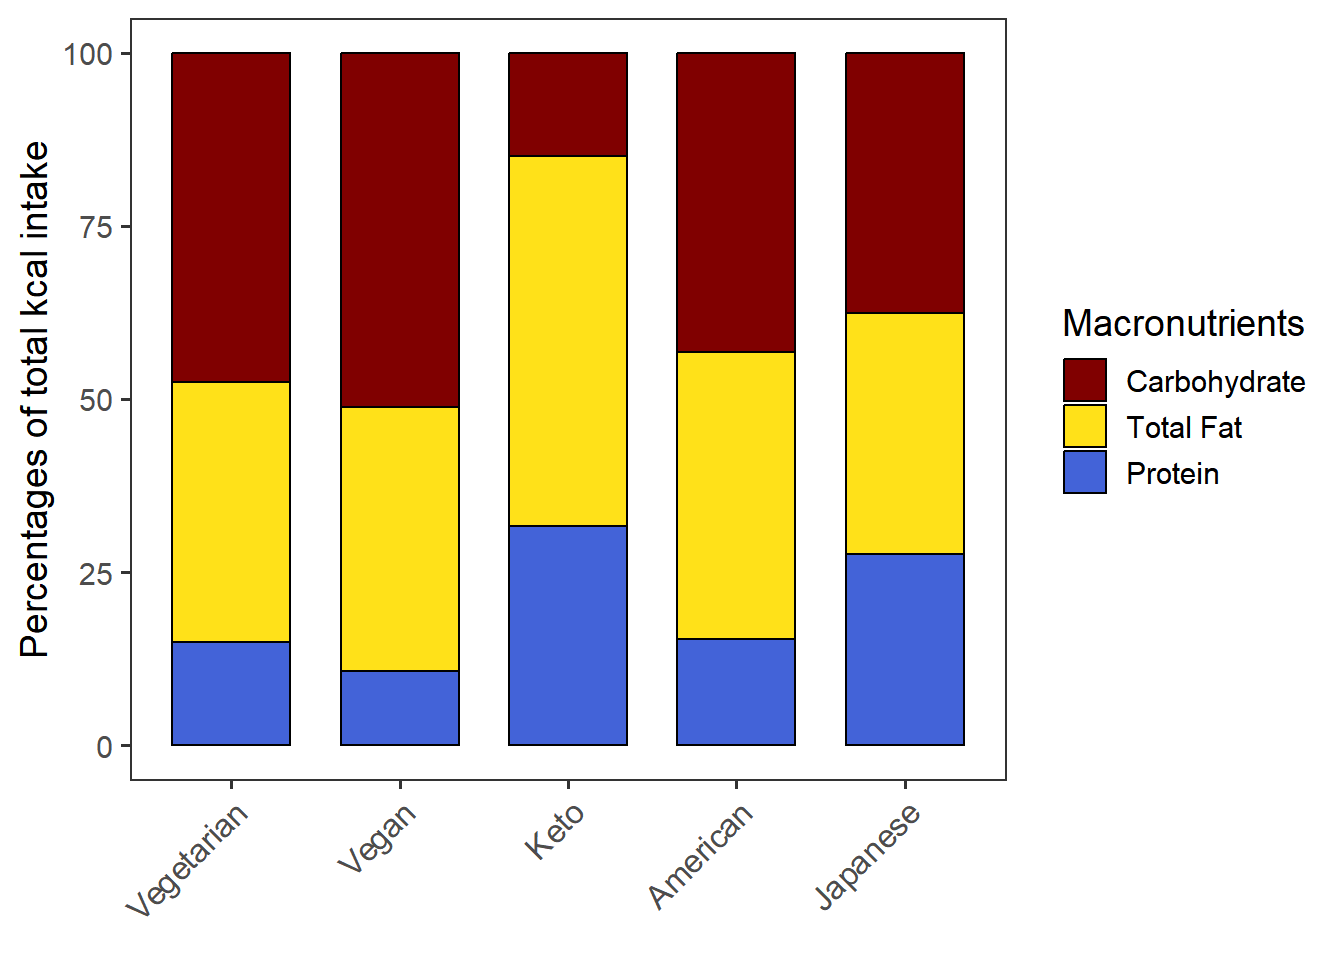 Percentages of total kcal intake
100
75
50
25
0
Vegetarian
Vegan
Keto
American
Japanese
Macronutrients
Carbohydrate
Total Fat
Protein